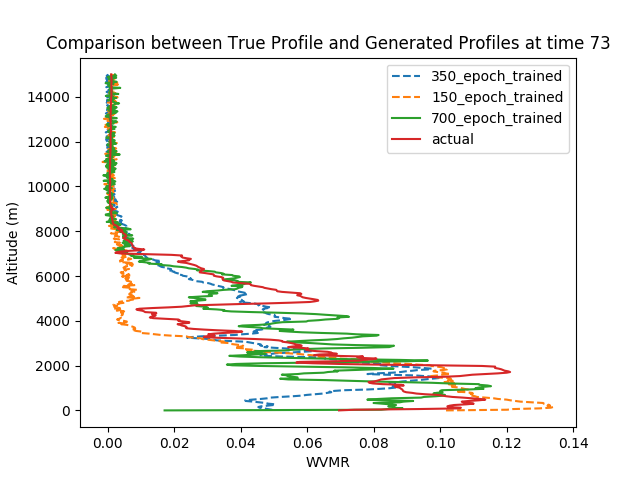 Comparison between True Profile and Generated Profiles at time 73
350_epoch_trained
150_epoch_trained
700_epoch_trained
actual
Altitude (m)
14000
12000
10000
8000
6000
4000
2000
0
0.00 0.02 0.04 0.06 0.08 0.10 0.12 0.14
WVMR